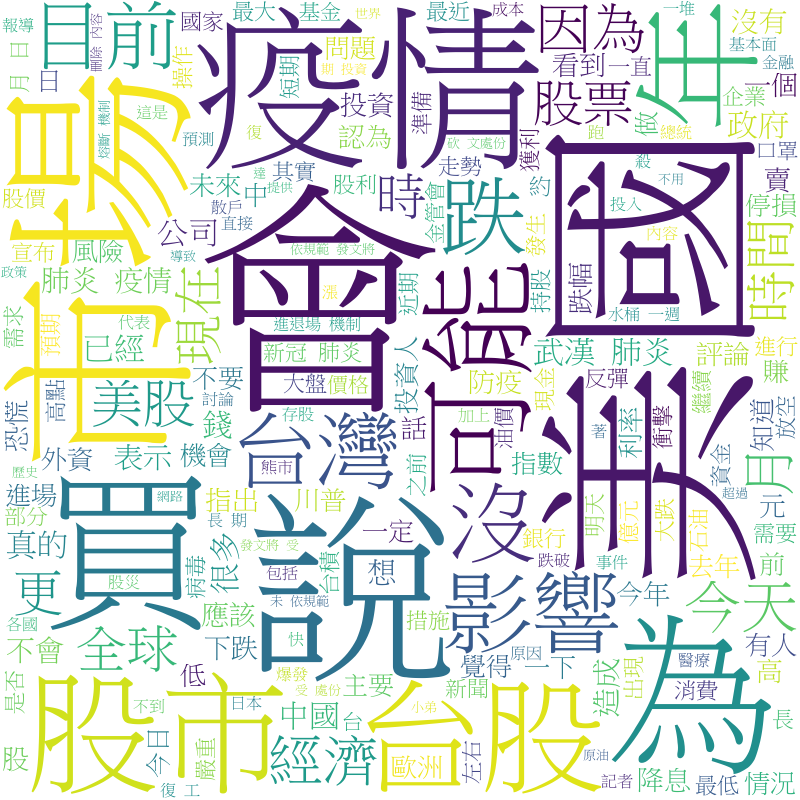 報導
月 日
刪除 內容
國家
日
操作
目前
最大
基金
問題
短期
疫情
世界
成本
最近
期 投資
投資
認為
準備
因為
看到
一直
股票
一堆
沒有
基本面
金融
一個
企業
做
政府
年
市場
熔斷 機制
這是
股價
宣布
政策
風險
預測
復
未來
中
其實
達
提供
散戶
直接
公司
導致
股利
時
走勢
獲利
砍 文
處份
約
金管會
跌
發生
跑
總統
殺
不用
投入
內容
口罩
賣
停損
時間
美國
會
依規範 發文將
肺炎 疫情
需求
預期
代表
已經
現在
進退場 機制
漲
近期
新冠 肺炎
可能
持股
跌幅
水桶 一週
武漢 肺炎
評論
進行
賺
恐慌
高點
美股
不要
討論
大盤
價格
投資人
防疫
反彈
現金
利率
衝擊
繼續
知道
放空
外資
表示
機會
錢
存股
台灣
加上
油價
話
之前
指數
著
資金
月
歷史
熊市
進場
部分
網路
指出
川普
長 期
一定
沒
銀行
明天
億元
大跌
石油
超過
去年
元
需要
前
真的
買
病毒
很多
發文將 受
台積
說
想
跌破
事件
影響
今年
今天
更
股災
包括
未 依規範
措施
各國
不會
全球
應該
下跌
快
覺得
一下
原因
造成
出現
醫療
有人
高
為
是否
不到
低
爆發
受 處份
主要
新聞
消費
長
股
今日
嚴重
股市
日本
中國
台
經濟
台股
小弟
歐洲
左右
原油
記者
降息
最低
情況
復 工